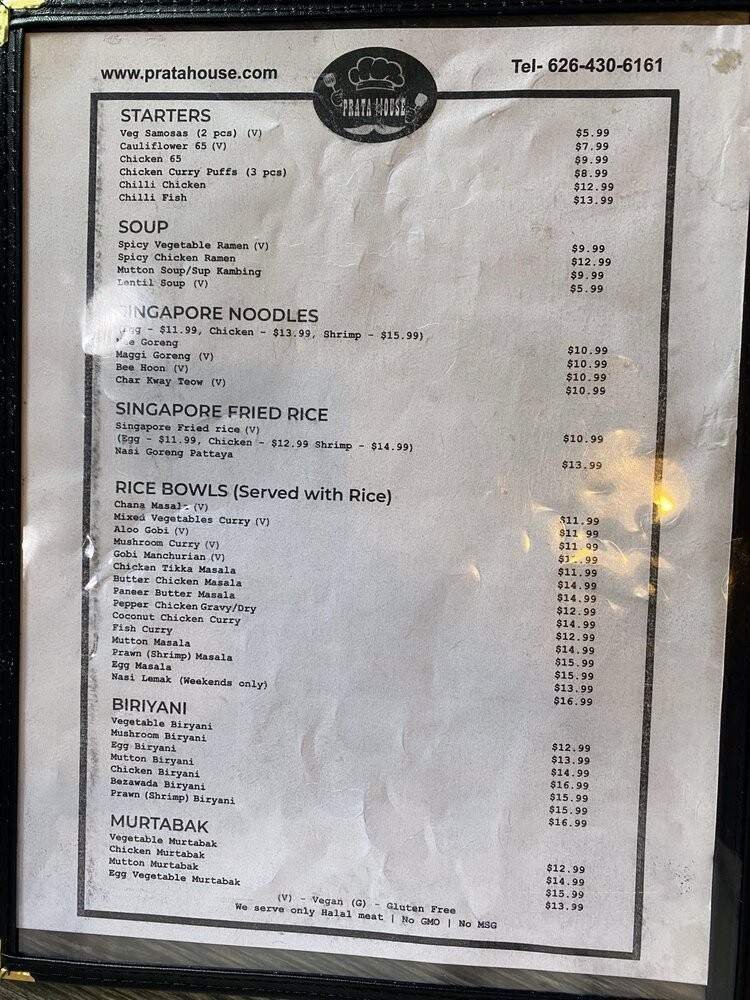 www.pratahouse.com
PRATA HOUSE
Tel- 626-430-6161
STARTERS
Veg Samosas (2 pcs) (V) $5.99
Cauliflower 65 (V) $7.99
Chicken 65 $9.99
Chicken Curry Puffs (3 pcs) $8.99
Chilli Chicken $12.99
Chilli Fish $13.99
SOUP
Spicy Vegetable Ramen (V) $9.99
Spicy Chicken Ramen $12.99
Mutton Soup/Sup Kambing $9.99
Lentil Soup (V) $5.99
SINGAPORE NOODLES
(Egg - $11.99, Chicken - $13.99, Shrimp - $15.99)
Mee Goreng $10.99
Maggi Goreng (V) $10.99
Bee Hoon (V) $10.99
Char Kway Teow (V) $10.99
SINGAPORE FRIED RICE
Singapore Fried rice (V) $10.99
(Egg - $11.99, Chicken - $12.99 Shrimp - $14.99)
Nasi Goreng Pattaya $13.99
RICE BOWLS (Served with Rice)
Chana Masala (V) $11.99
Mixed Vegetables Curry (V) $11.99
Aloo Gobi (V) $11.99
Mushroom Curry (V)
Gobi Manchurian (V) $11.99
Chicken Tikka Masala $14.99
Butter Chicken Masala $14.99
Paneer Butter Masala $12.99
Pepper Chicken Gravy/Dry $14.99
Coconut Chicken Curry $12.99
Fish Curry $14.99
Mutton Masala $15.99
Prawn (Shrimp) Masala $15.99
Egg Masala $13.99
Nasi Lemak (Weekends only) $16.99
BIRIYANI
Vegetable Biryani $12.99
Mushroom Biryani $13.99
Egg Biryani $14.99
Mutton Biryani $16.99
Chicken Biryani $15.99
Bezawada Biryani $15.99
Prawn (Shrimp) Biryani $16.99
MURTABAK
Vegetable Murtabak $12.99
Chicken Murtabak $14.99
Mutton Murtabak $15.99
Egg Vegetable Murtabak $13.99
(V) - Vegan (G) - Gluten Free
We serve only Halal meat | No GMO | No MSG